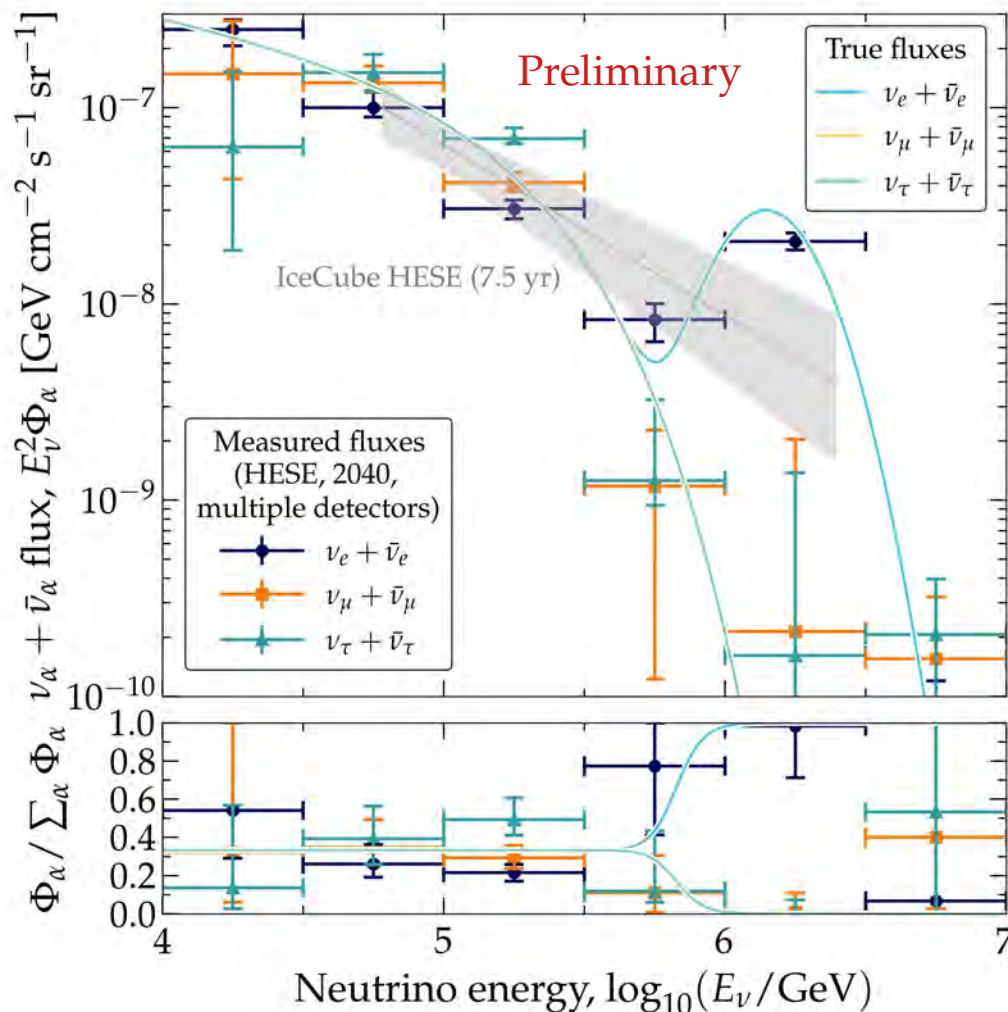 Preliminary
True fluxes
νe + ν̄e
νμ + ν̄μ
ντ + ν̄τ
IceCube HESE (7.5 yr)
Measured fluxes
(HESE, 2040,
multiple detectors)
νe + ν̄e
νμ + ν̄μ
ντ + ν̄τ
να + ν̄α flux, Eν²Φα [GeV cm⁻² s⁻¹ sr⁻¹]
10⁻⁷
10⁻⁸
10⁻⁹
10⁻¹⁰
Φα/ ∑α Φα
1.0
0.8
0.6
0.4
0.2
0.0
4 5 6 7
Neutrino energy, log₁₀(Eν/GeV)